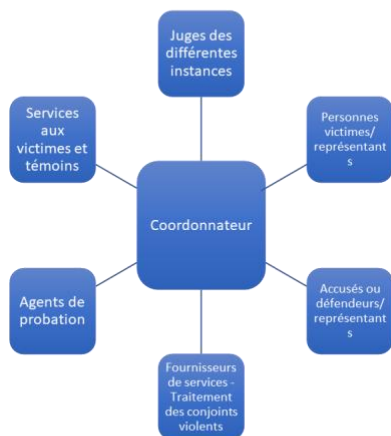 Juges des
différentes
instances
Services
aux
victimes et
témoins
Personnes
victimes/
représentant
s
Coordonnateur
Agents de
probation
Accusés ou
défendeurs/
représentant
s
Fournisseurs
de services -
Traitement
des conjoints
violents